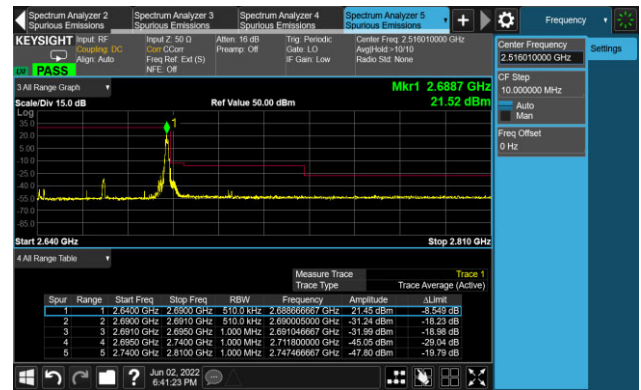 Spectrum Analyzer 2
Spurious Emissions
Spectrum Analyzer 3
Spurious Emissions
Spectrum Analyzer 4
Spurious Emissions
Spectrum Analyzer 5
Spurious Emissions
Frequency
KEYSIGHT
Input: RF
Coupling: DC
Align: Auto
Input Z: 50 Ω
Corr CCorr
Freq Ref: Ext (S)
NFE: Off
Atten: 16 dB
Preamp: Off
Trig: Periodic
Gate: LO
IF Gain: Low
Center Freq: 2.516010000 GHz
Avg|Hold:>10/10
Radio Std: None
PASS
Center Frequency
2.516010000 GHz
Settings
CF Step
10.000000 MHz
Auto
Man
Freq Offset
0 Hz
3 All Range Graph
Mkr1 2.6887 GHz
Scale/Div 15.0 dB
Ref Value 50.00 dBm
21.52 dBm
Log
35.0
20.0
5.00
-10.0
-25.0
-40.0
-55.0
-70.0
-85.0
1
Start 2.640 GHz
Stop 2.810 GHz
4 All Range Table
Measure Trace Trace 1
Trace Type Trace Average (Active)
Spur Range Start Freq Stop Freq RBW Frequency Amplitude ΔLimit
1 1 2.6400 GHz 2.6900 GHz 510.0 kHz 2.688666667 GHz 21.45 dBm -8.549 dB
2 2 2.6900 GHz 2.6910 GHz 510.0 kHz 2.690005000 GHz -31.24 dBm -18.23 dB
3 3 2.6910 GHz 2.6950 GHz 1.000 MHz 2.691046667 GHz -31.99 dBm -18.98 dB
4 4 2.6950 GHz 2.7400 GHz 1.000 MHz 2.711800000 GHz -45.05 dBm -29.04 dB
5 5 2.7400 GHz 2.8100 GHz 1.000 MHz 2.747466667 GHz -47.80 dBm -19.79 dB
Jun 02, 2022
6:41:23 PM